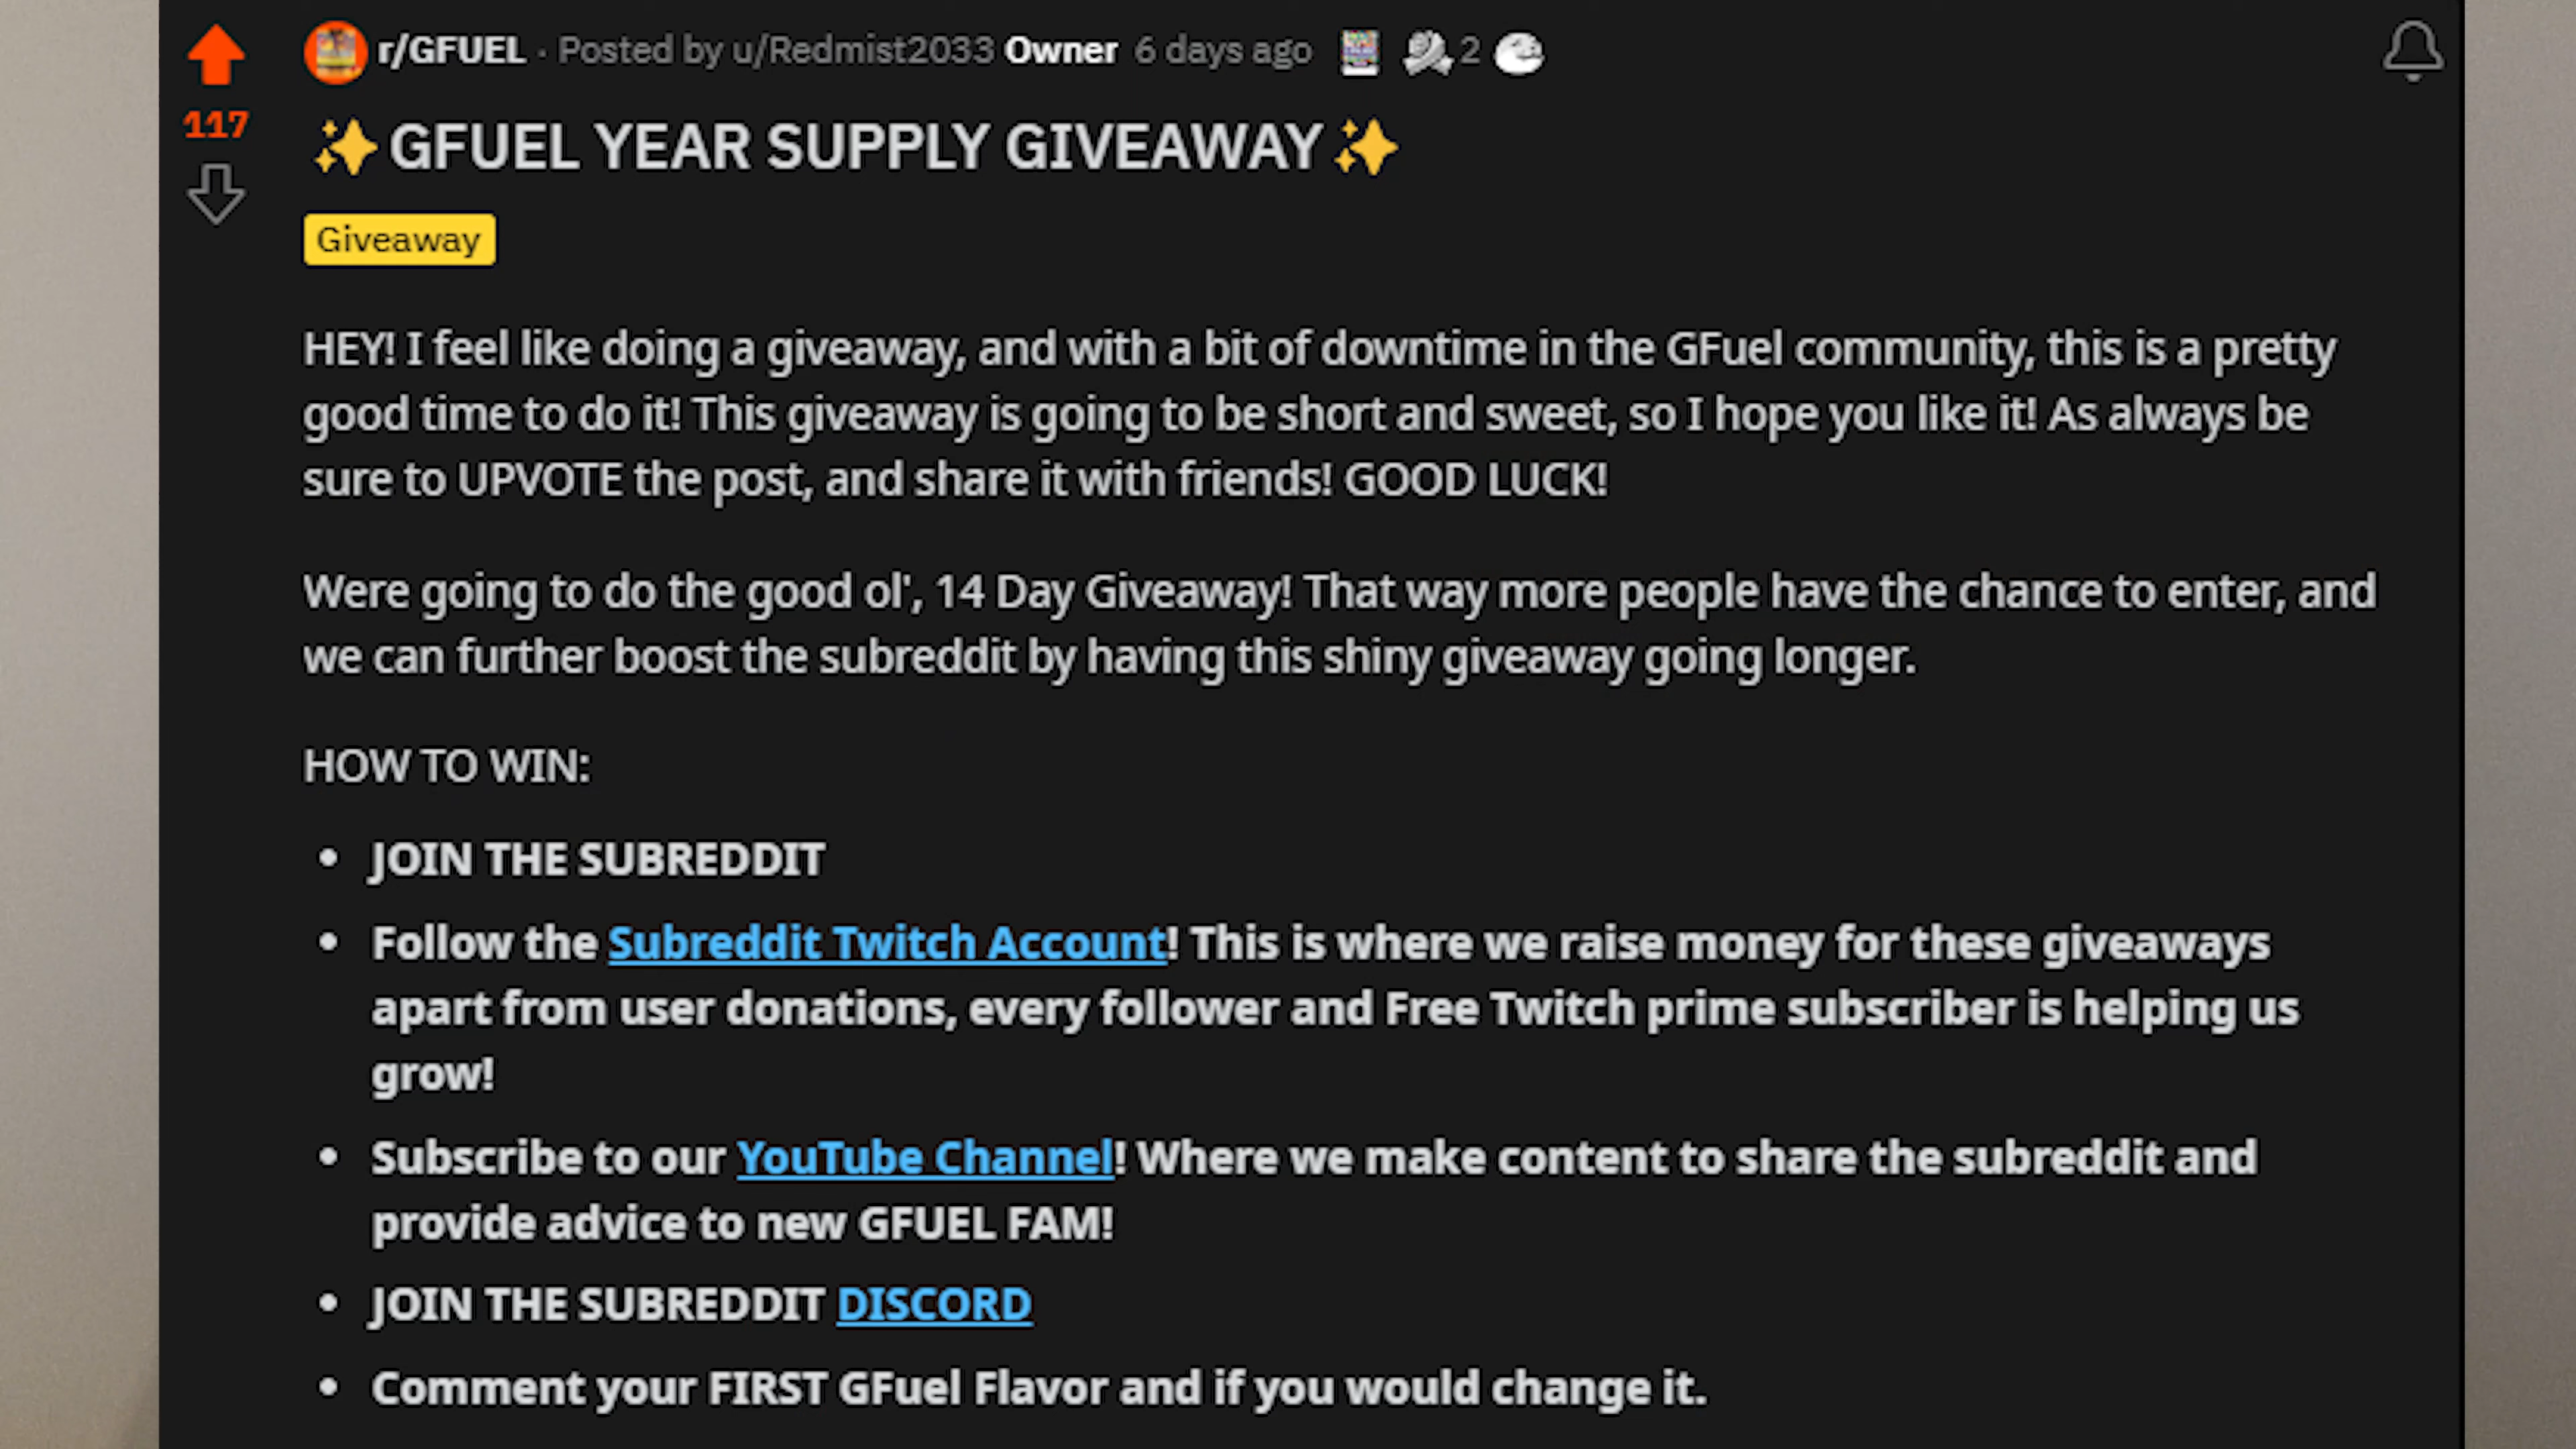 r/GFUEL · Posted by u/Redmist2033 Owner 6 days ago 2
117
✨GFUEL YEAR SUPPLY GIVEAWAY✨
Giveaway
HEY! I feel like doing a giveaway, and with a bit of downtime in the GFuel community, this is a pretty
good time to do it! This giveaway is going to be short and sweet, so I hope you like it! As always be
sure to UPVOTE the post, and share it with friends! GOOD LUCK!
Were going to do the good ol', 14 Day Giveaway! That way more people have the chance to enter, and
we can further boost the subreddit by having this shiny giveaway going longer.
HOW TO WIN:
• JOIN THE SUBREDDIT
• Follow the Subreddit Twitch Account! This is where we raise money for these giveaways
apart from user donations, every follower and Free Twitch prime subscriber is helping us
grow!
• Subscribe to our YouTube Channel! Where we make content to share the subreddit and
provide advice to new GFUEL FAM!
• JOIN THE SUBREDDIT DISCORD
• Comment your FIRST GFuel Flavor and if you would change it.